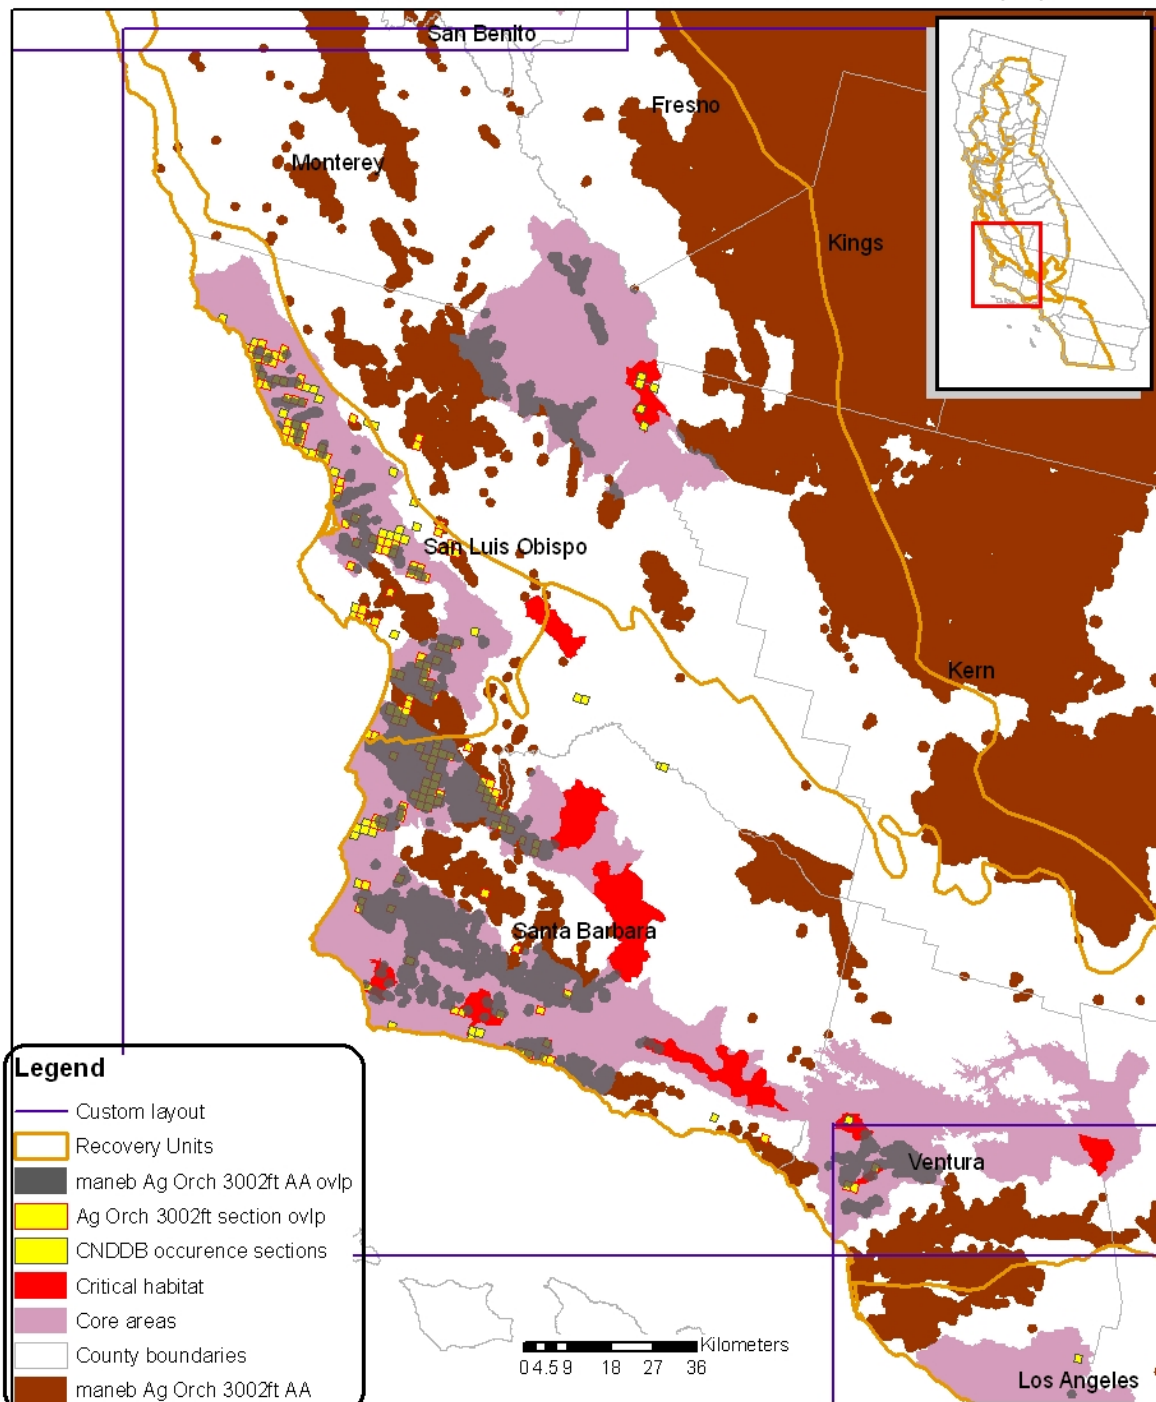 San Benito
Fresno
Monterey
Kings
San Luis Obispo
Kern
Santa Barbara
Ventura
Los Angeles
Legend
Custom layout
Recovery Units
maneb Ag Orch 3002ft AA ovlp
Ag Orch 3002ft section ovlp
CNDDB occurence sections
Critical habitat
Core areas
County boundaries
maneb Ag Orch 3002ft AA
Kilometers
0 4.5 9 18 27 36